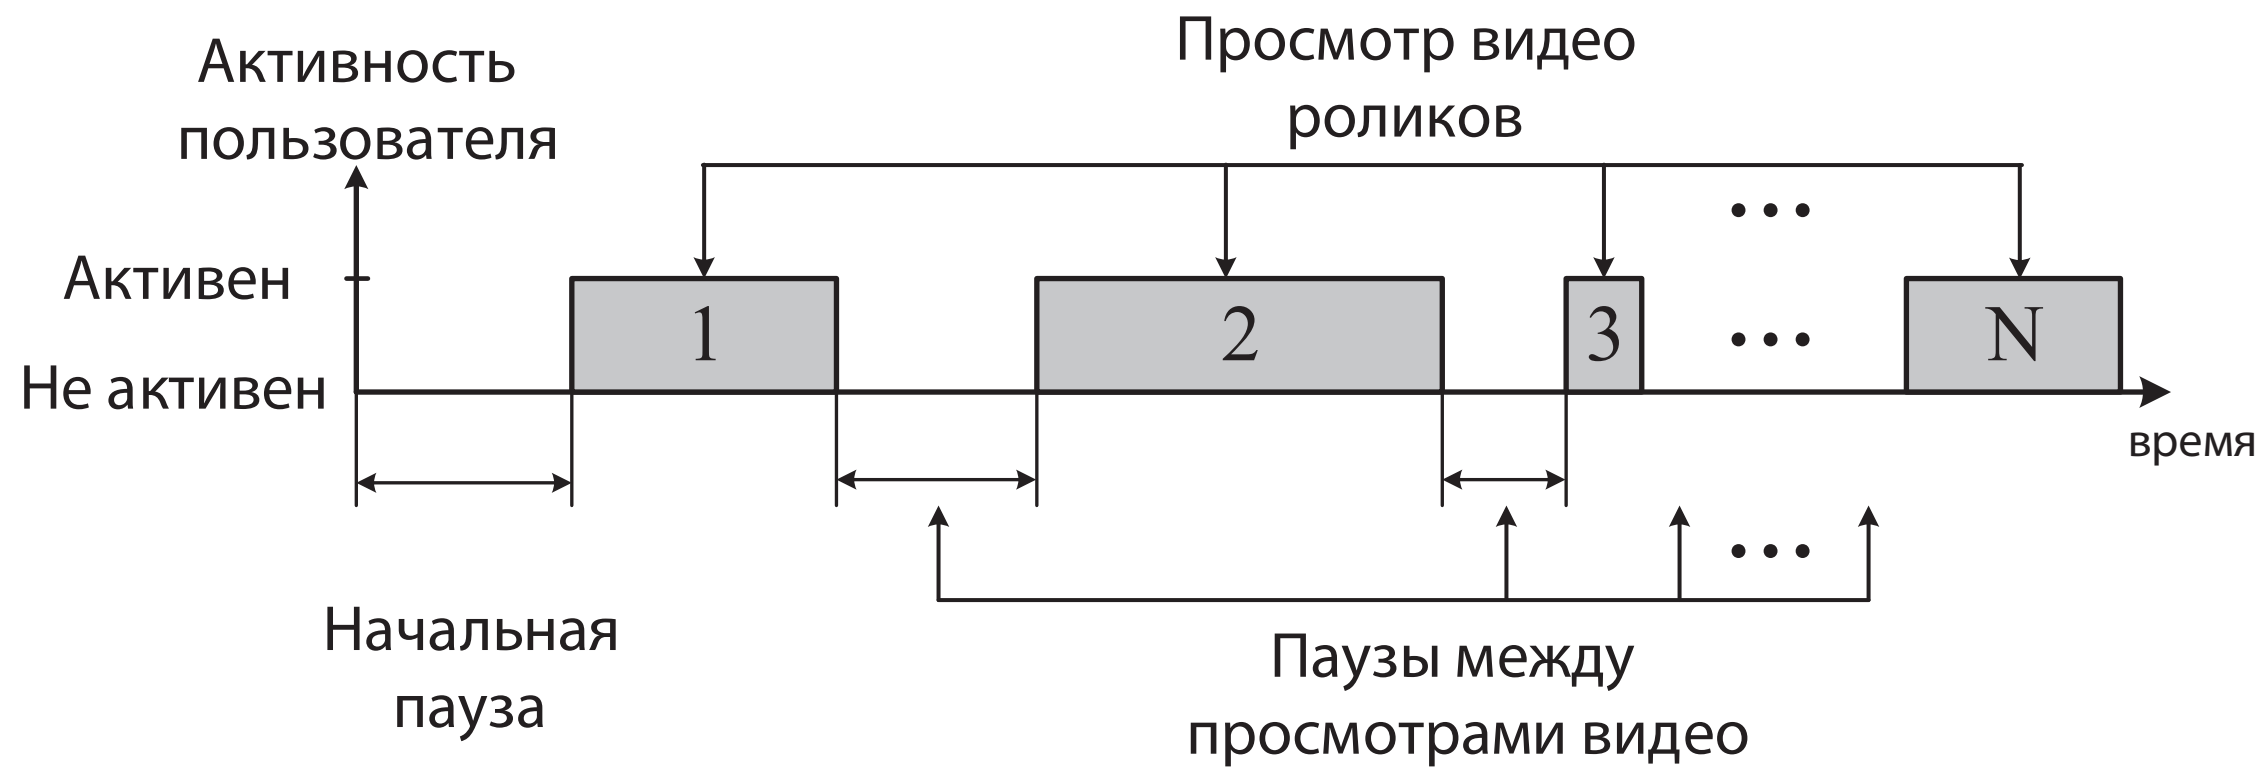 Активность
пользователя
Просмотр видео
роликов
...
Активен
1
2
3
...
N
Не активен
время
...
Начальная
пауза
Паузы между
просмотрами видео